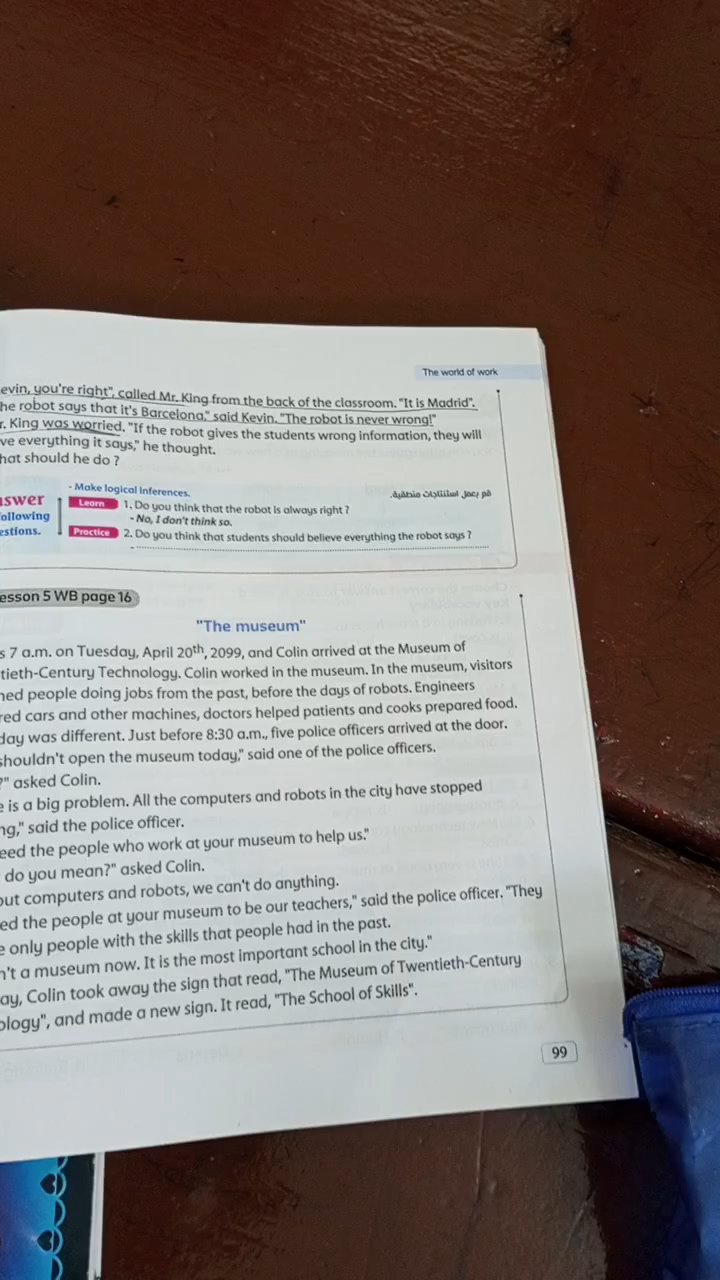 The world of work
evin, you're right", called Mr. King from the back of the classroom. "It is Madrid".
he robot says that it's Barcelona," said Kevin. "The robot is never wrong!"
r. King was worried. "If the robot gives the students wrong information, they will
ve everything it says," he thought.
hat should he do ?
- Make logical inferences. قم بعمل استنتاجات منطقية.
swer
ollowing
estions.
Learn 1. Do you think that the robot is always right ?
- No, I don't think so.
Practice 2. Do you think that students should believe everything the robot says ?
-
esson 5 WB page 16
"The museum"
s 7 a.m. on Tuesday, April 20th, 2099, and Colin arrived at the Museum of
tieth-Century Technology. Colin worked in the museum. In the museum, visitors
hed people doing jobs from the past, before the days of robots. Engineers
red cars and other machines, doctors helped patients and cooks prepared food.
day was different. Just before 8:30 a.m., five police officers arrived at the door.
shouldn't open the museum today," said one of the police officers.
?" asked Colin.
e is a big problem. All the computers and robots in the city have stopped
ng," said the police officer.
eed the people who work at your museum to help us."
do you mean?" asked Colin.
out computers and robots, we can't do anything.
ed the people at your museum to be our teachers," said the police officer. "They
e only people with the skills that people had in the past.
n't a museum now. It is the most important school in the city."
ay, Colin took away the sign that read, "The Museum of Twentieth-Century
ology", and made a new sign. It read, "The School of Skills".
99